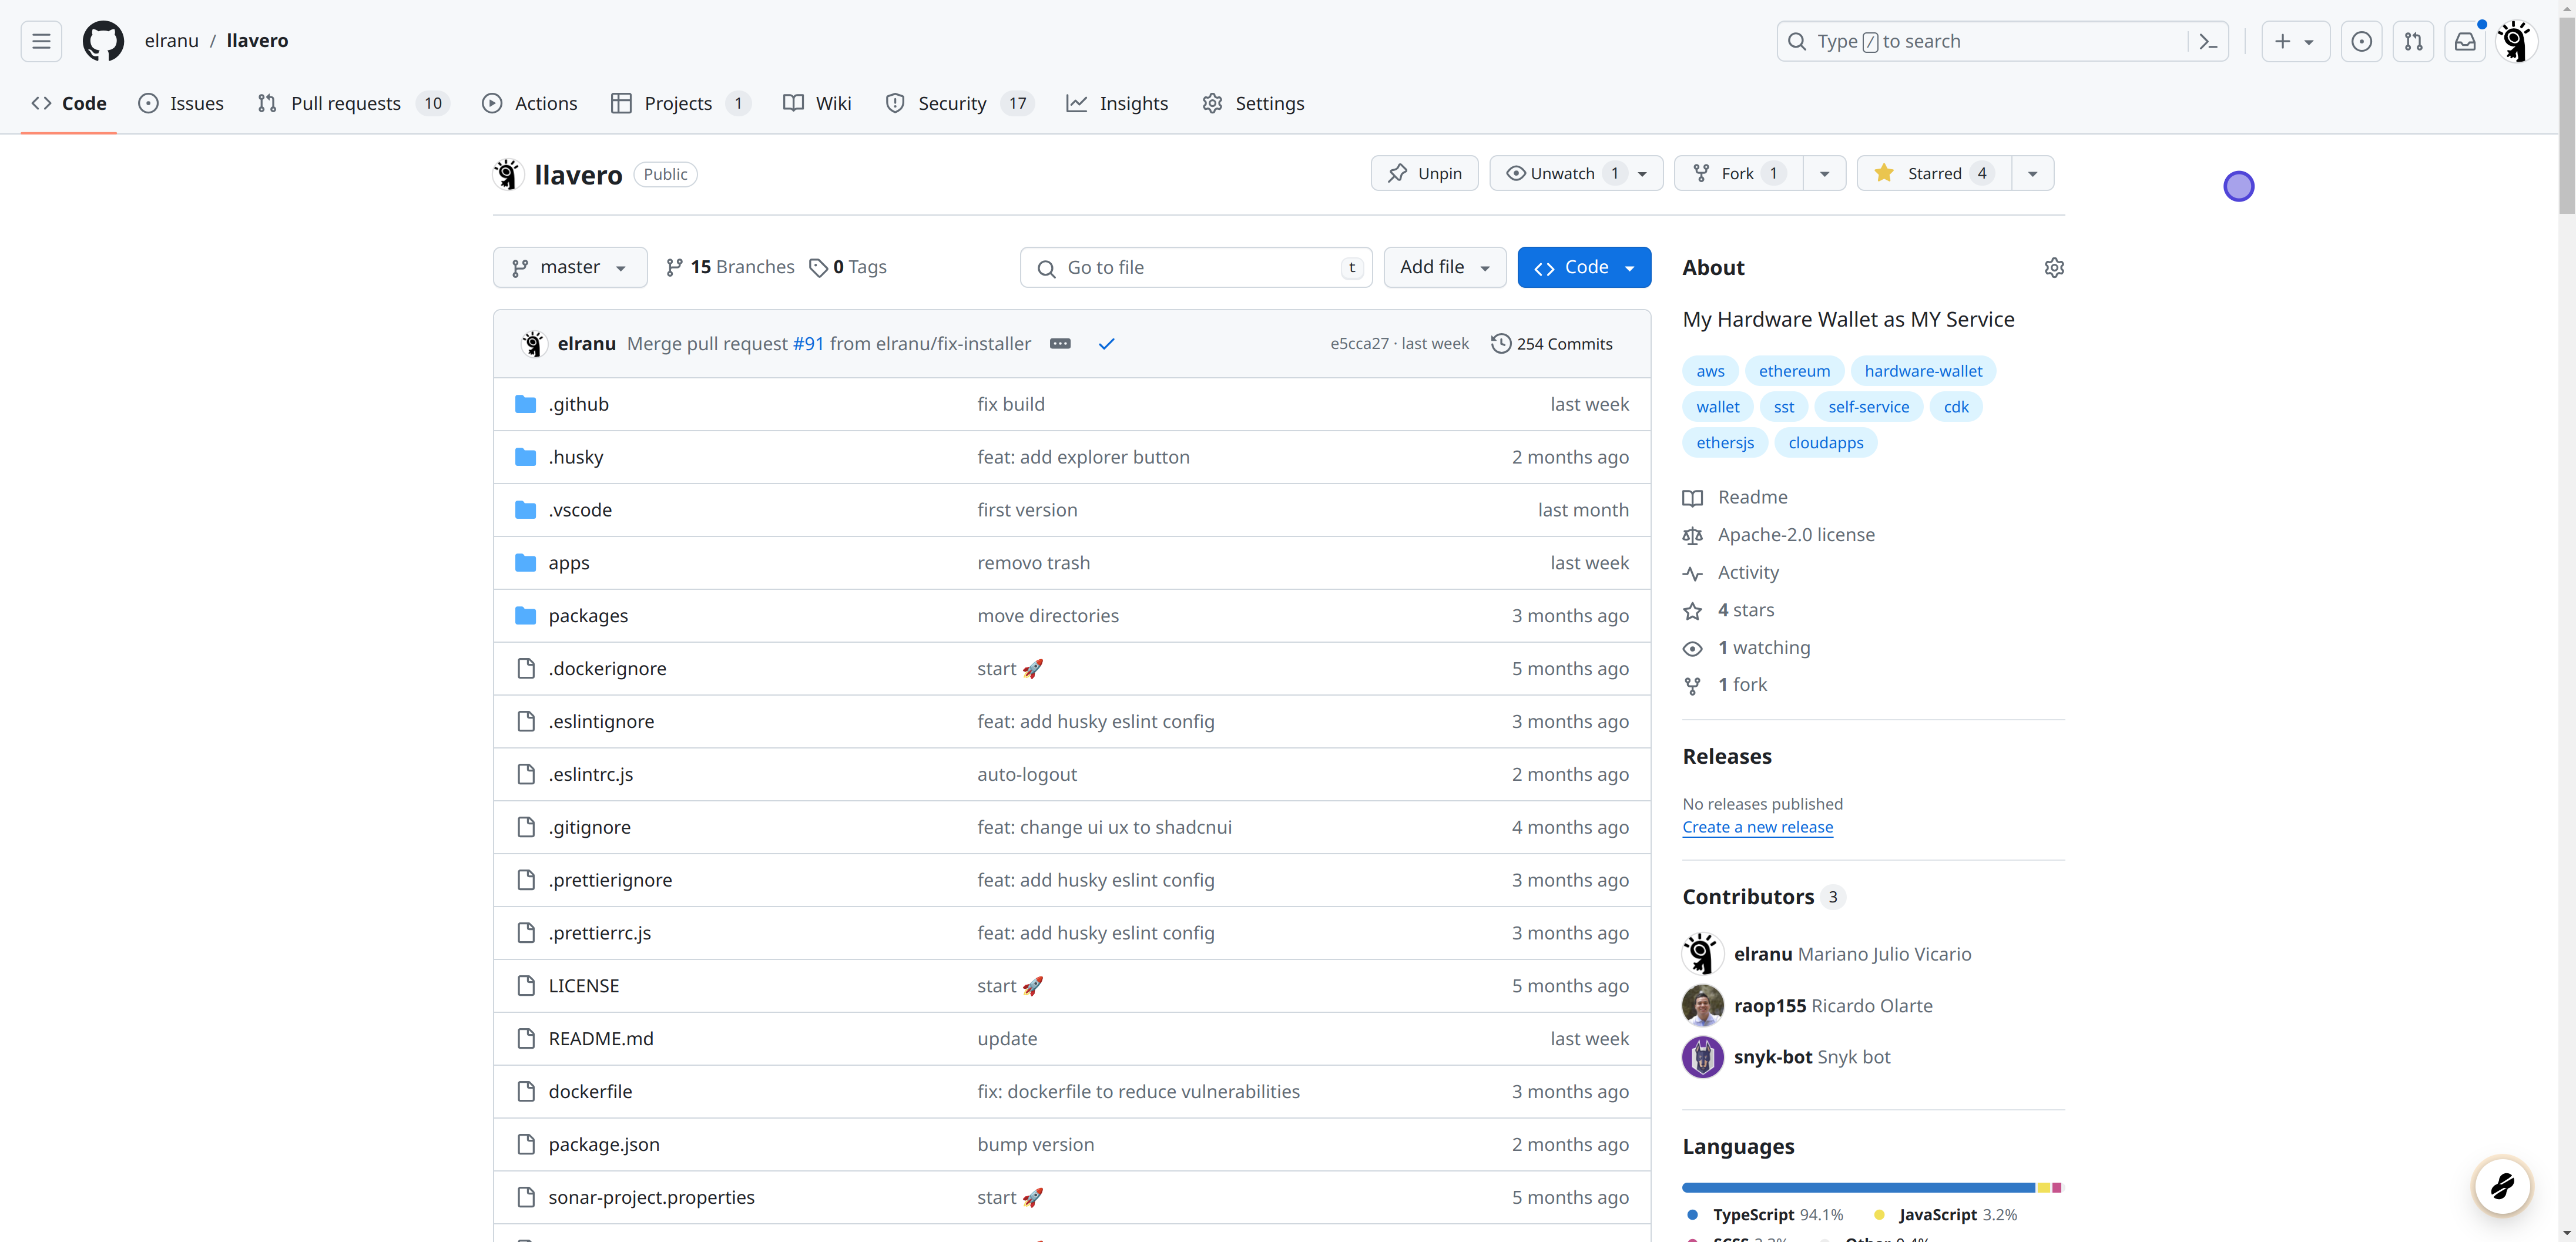 elranu / llavero
Type / to search
Code Issues Pull requests 10 Actions Projects 1 Wiki Security 17 Insights Settings
llavero Public
Unpin Unwatch 1 Fork 1 Starred 4
master 15 Branches 0 Tags
Go to file t Add file Code
elranu Merge pull request #91 from elranu/fix-installer e5cca27 · last week 254 Commits
.github fix build last week
.husky feat: add explorer button 2 months ago
.vscode first version last month
apps removo trash last week
packages move directories 3 months ago
.dockerignore start 🚀 5 months ago
.eslintignore feat: add husky eslint config 3 months ago
.eslintrc.js auto-logout 2 months ago
.gitignore feat: change ui ux to shadcnui 4 months ago
.prettierignore feat: add husky eslint config 3 months ago
.prettierrc.js feat: add husky eslint config 3 months ago
LICENSE start 🚀 5 months ago
README.md update last week
dockerfile fix: dockerfile to reduce vulnerabilities 3 months ago
package.json bump version 2 months ago
sonar-project.properties start 🚀 5 months ago
About
My Hardware Wallet as MY Service
aws ethereum hardware-wallet
wallet sst self-service cdk
ethersjs cloudapps
Readme
Apache-2.0 license
Activity
4 stars
1 watching
1 fork
Releases
No releases published
Create a new release
Contributors 3
elranu Mariano Julio Vicario
raop155 Ricardo Olarte
snyk-bot Snyk bot
Languages
TypeScript 94.1% JavaScript 3.2%